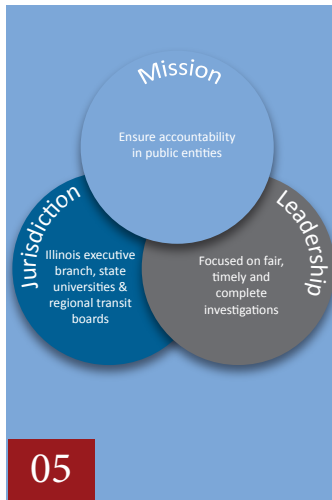 Mission
Ensure accountability
in public entities
Jurisdiction
Illinois executive
branch, state
universities &
regional transit
boards
Leadership
Focused on fair,
timely and
complete
investigations
05